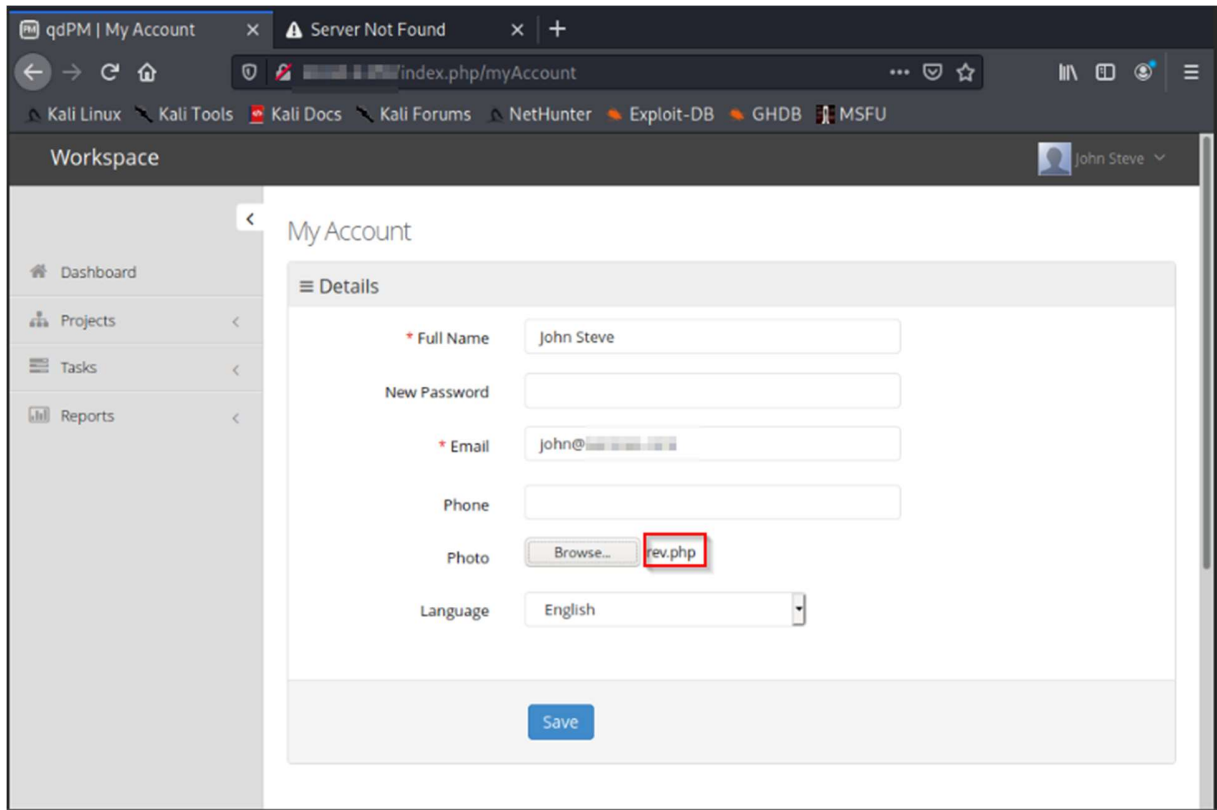 qdPM | My Account Server Not Found
/index.php/myAccount
Kali Linux Kali Tools Kali Docs Kali Forums NetHunter Exploit-DB GHDB MSFU
Workspace John Steve
My Account
Dashboard
Projects
Tasks
Reports
Details
* Full Name John Steve
New Password
* Email john@
Phone
Photo Browse... rev.php
Language English
Save